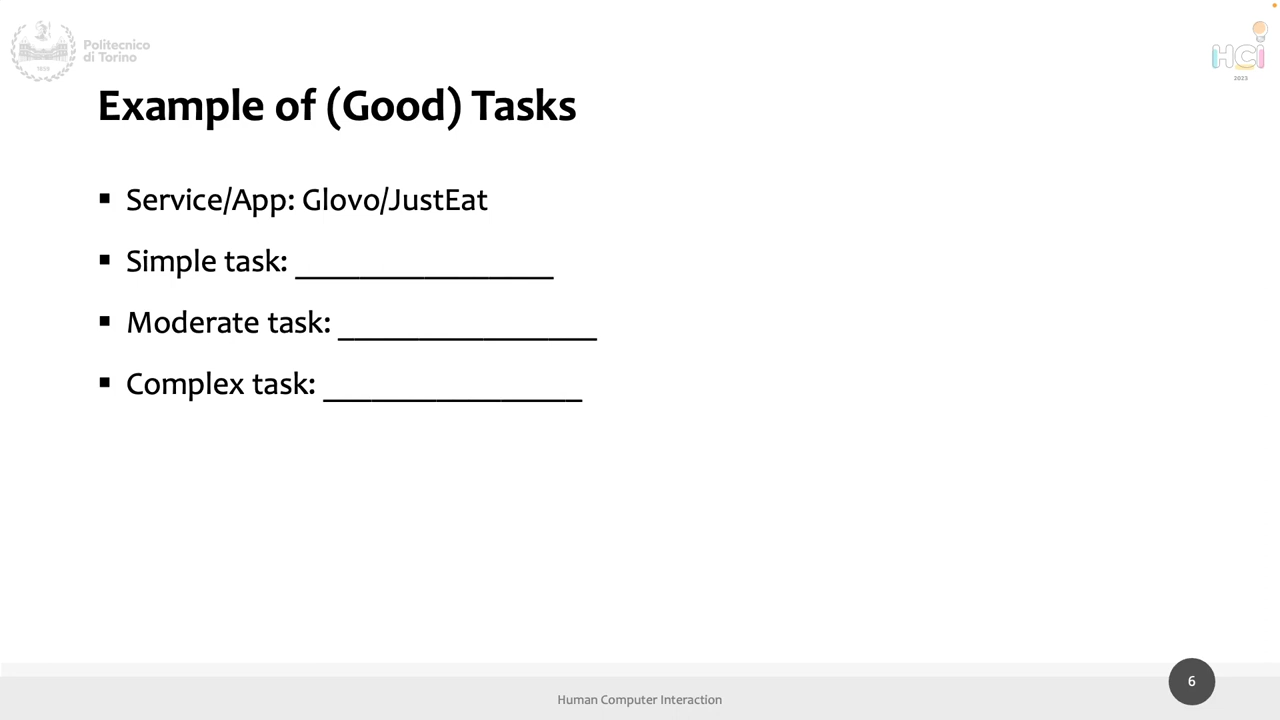 Politecnico
di Torino
1859
HCI
2023
Example of (Good) Tasks
▪ Service/App: Glovo/JustEat
▪ Simple task: ________________
▪ Moderate task: ________________
▪ Complex task: ________________
Human Computer Interaction
6